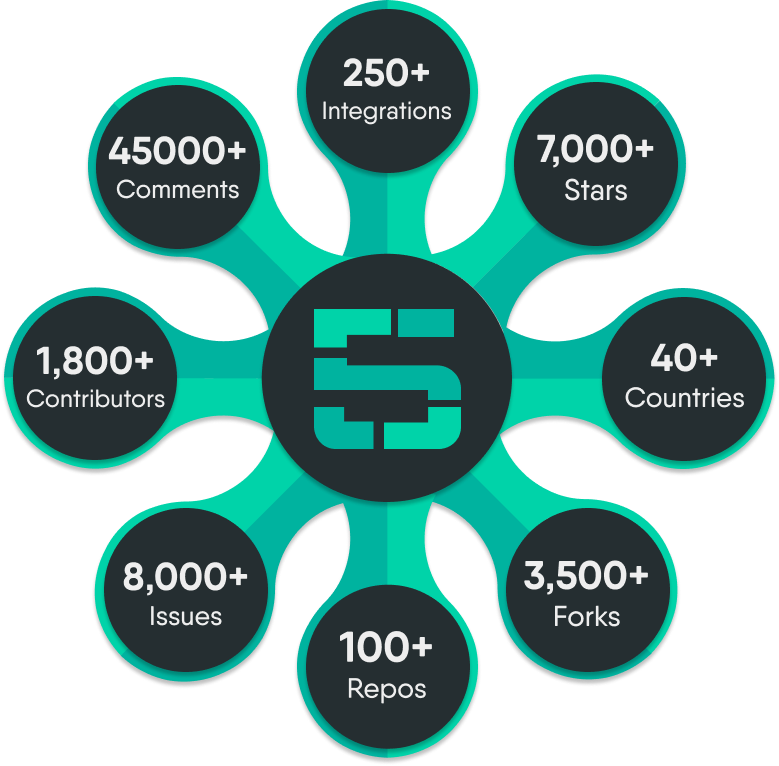 250+
Integrations
45000+
Comments
7,000+
Stars
1,800+
Contributors
40+
Countries
8,000+
Issues
3,500+
Forks
100+
Repos